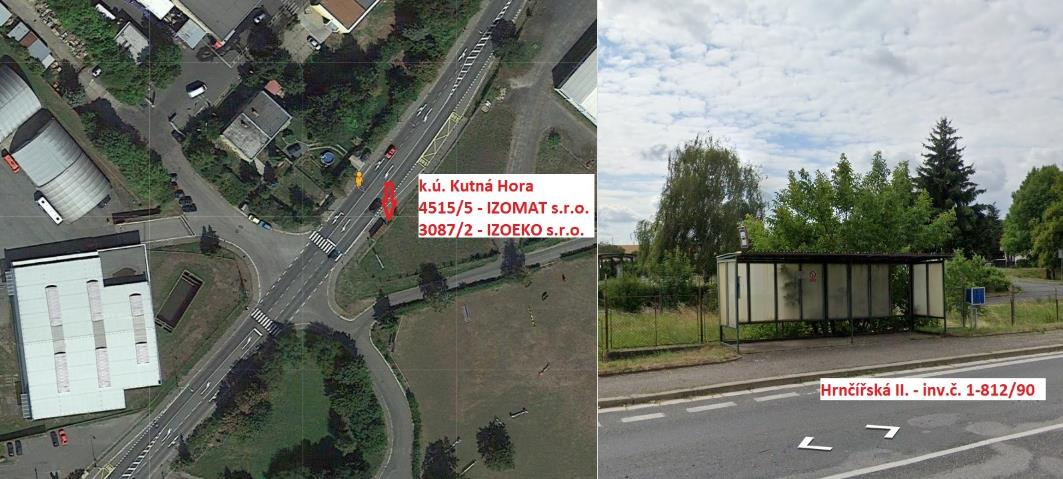 k.ú. Kutná Hora
4515/5 - IZOMAT s.r.o.
3087/2 - IZOEKO s.r.o.
Hrnčířská II. - inv.č. 1-812/90